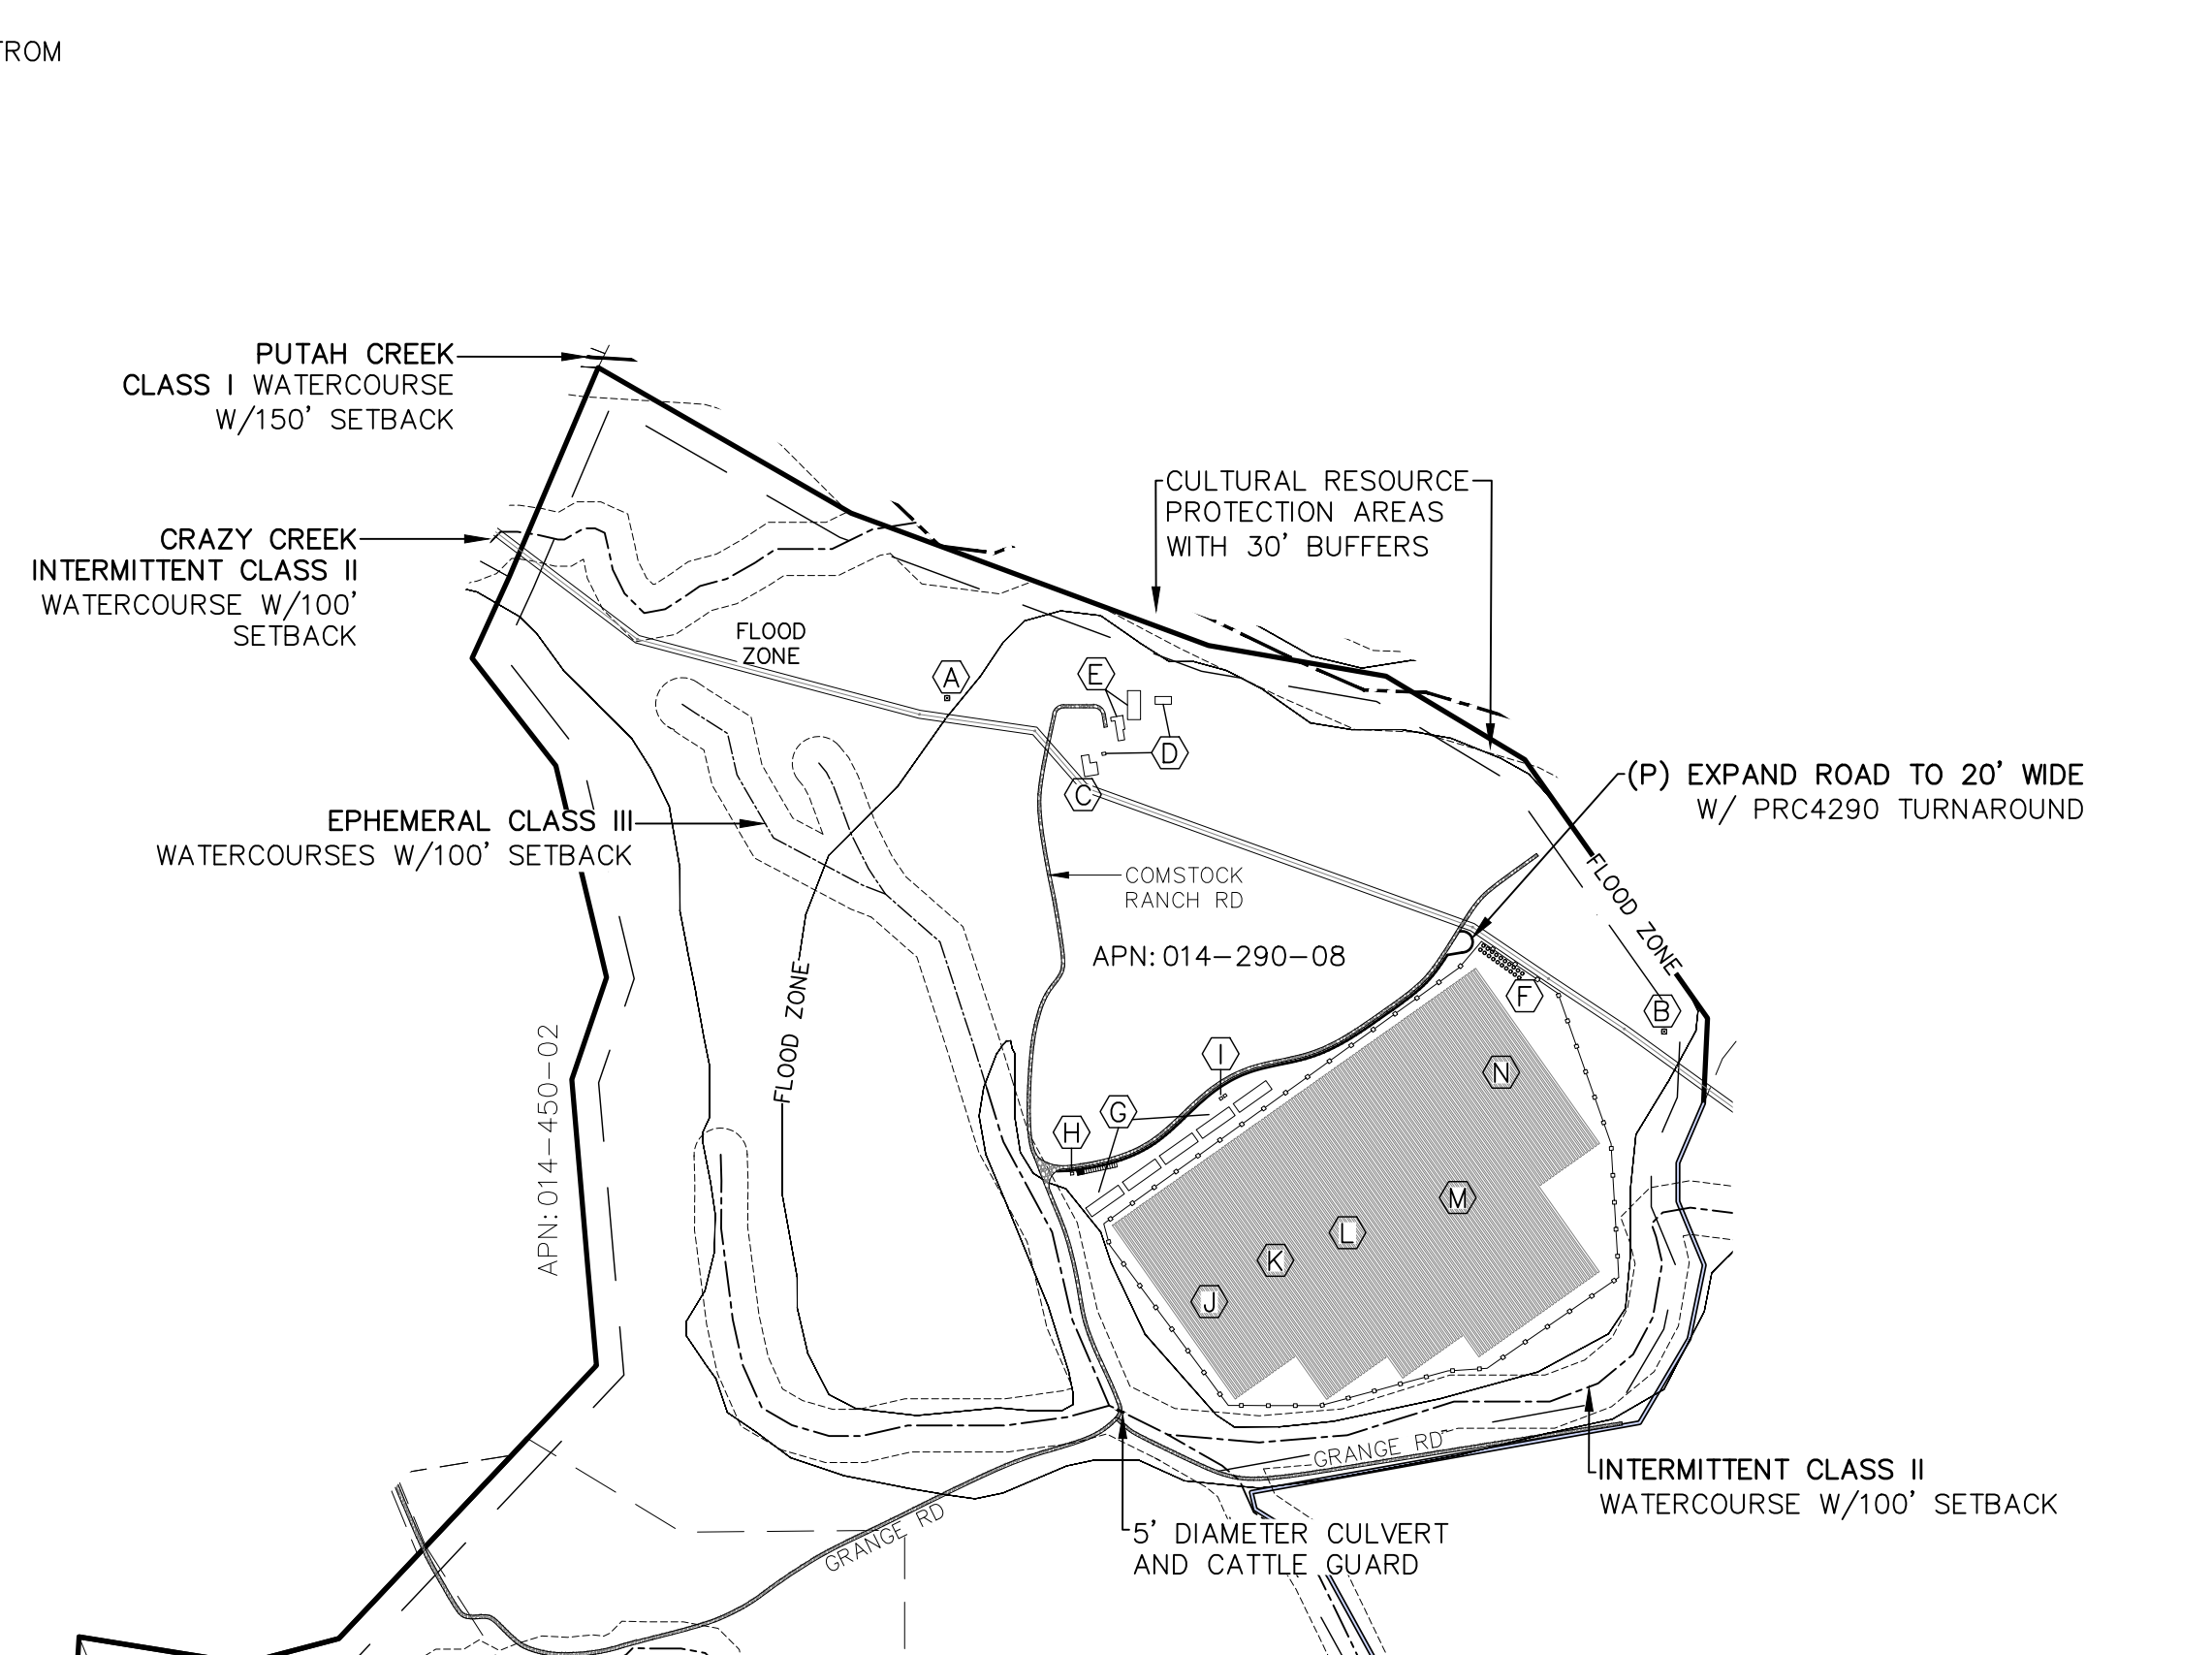 TROM
PUTAH CREEK
CLASS I WATERCOURSE
W/150' SETBACK
CULTURAL RESOURCE
PROTECTION AREAS
WITH 30' BUFFERS
CRAZY CREEK
INTERMITTENT CLASS II
WATERCOURSE W/100'
SETBACK
FLOOD
ZONE
A
E
D
C
(P) EXPAND ROAD TO 20' WIDE
W/ PRC4290 TURNAROUND
EPHEMERAL CLASS III
WATERCOURSES W/100' SETBACK
COMSTOCK
RANCH RD
FLOOD ZONE
APN: 014-290-08
FLOOD ZONE
F
B
I
N
G
H
APN: 014-450-02
M
L
K
J
GRANGE RD
INTERMITTENT CLASS II
WATERCOURSE W/100' SETBACK
GRANGE RD
5' DIAMETER CULVERT
AND CATTLE GUARD